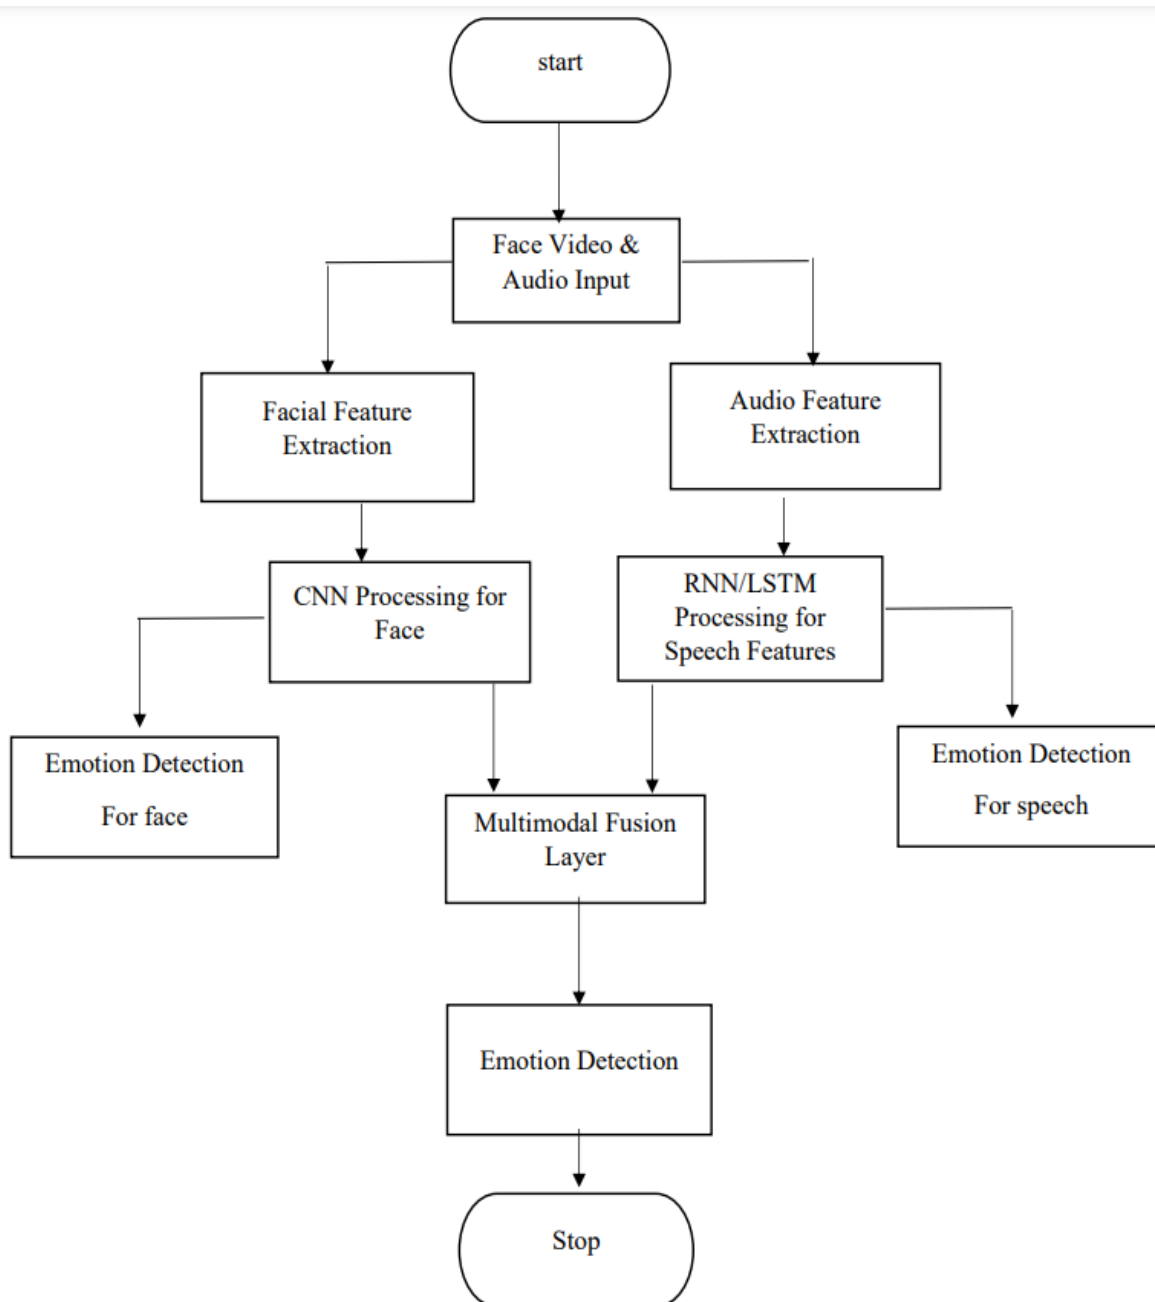 start
Face Video &
Audio Input
Facial Feature
Extraction
Audio Feature
Extraction
CNN Processing for
Face
RNN/LSTM
Processing for
Speech Features
Emotion Detection
For face
Multimodal Fusion
Layer
Emotion Detection
For speech
Emotion Detection
Stop